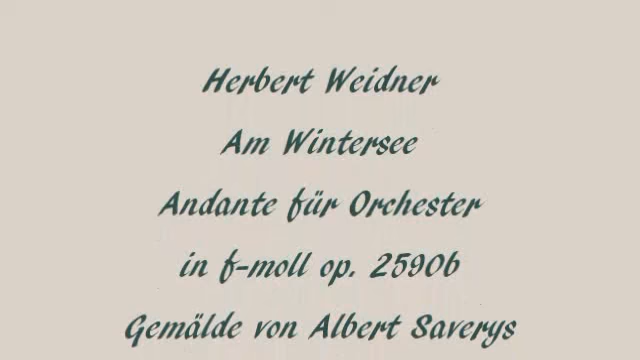 Herbert Weidner
Am Wintersee
Andante für Orchester
in f-moll op. 2590b
Gemälde von Albert Saverys